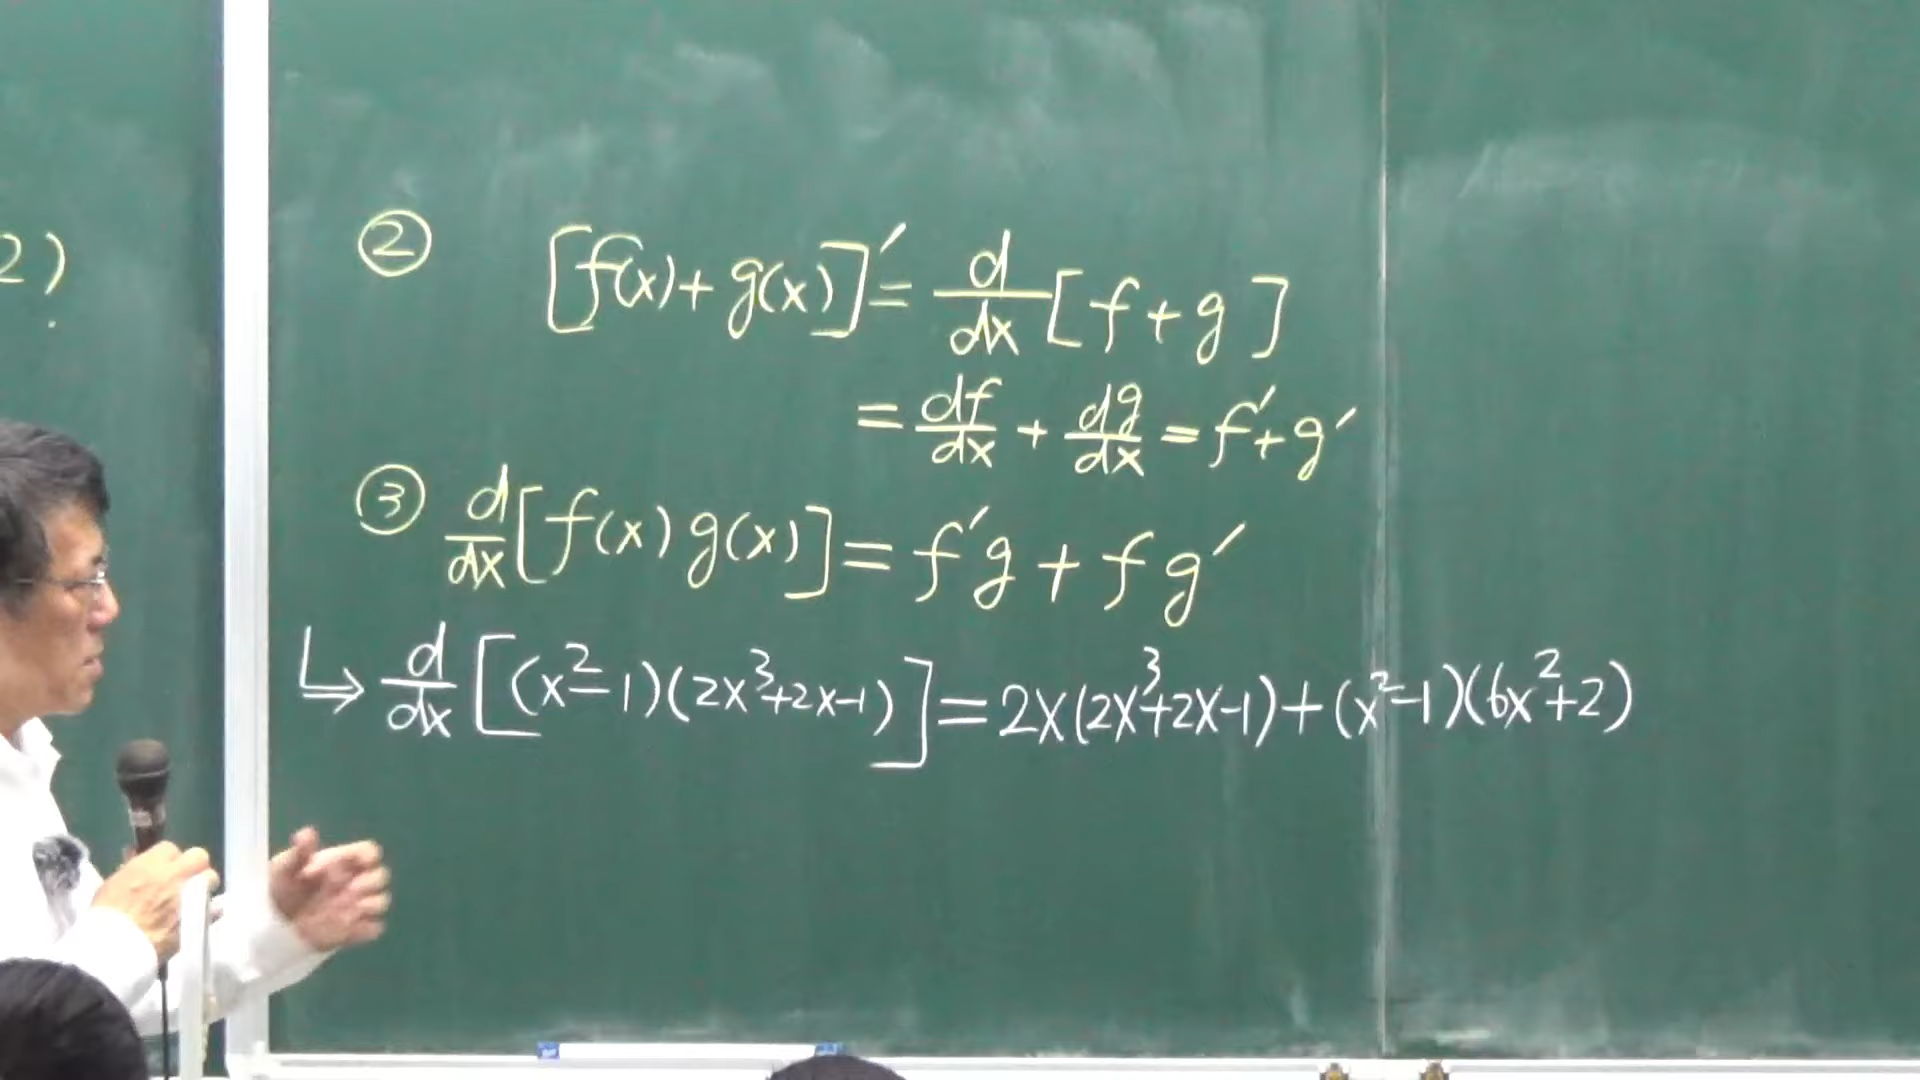 2)
② [f(x)+g(x)]′ = d/dx [f+g]
= df/dx + dg/dx = f′+g′
③ d/dx [f(x)g(x)] = f′g + fg′
↳ d/dx [(x²-1)(2x³+2x-1)] = 2x(2x³+2x-1)+(x²-1)(6x²+2)